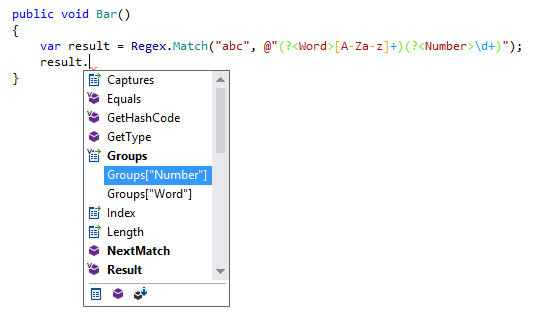 public void Bar()
{
var result = Regex.Match("abc", @"(?<Word>[A-Za-z]+)(?<Number>\d+)");
result.
}
Captures
Equals
GetHashCode
GetType
Groups
Groups["Number"]
Groups["Word"]
Index
Length
NextMatch
Result